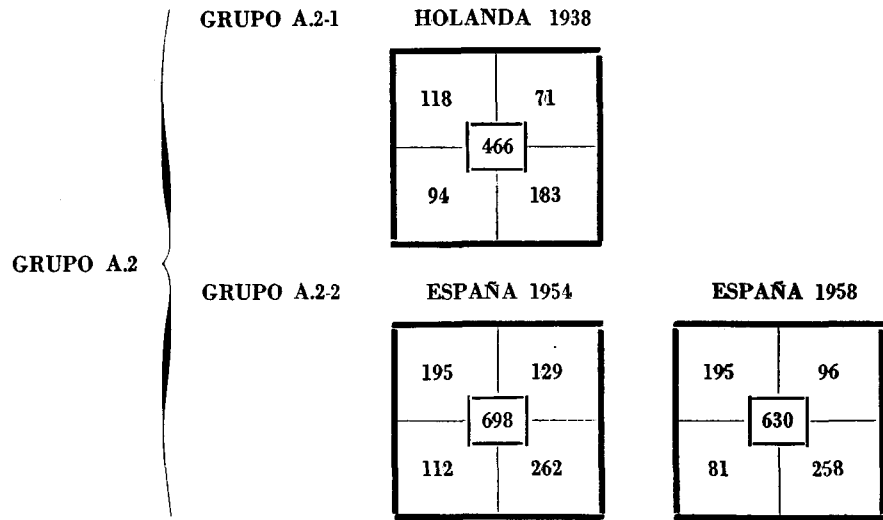 GRUPO A.2-1 HOLANDA 1938
118 71
466
94 183
GRUPO A.2
GRUPO A.2-2 ESPAÑA 1954 ESPAÑA 1958
195 129 195 96
698 630
112 262 81 258